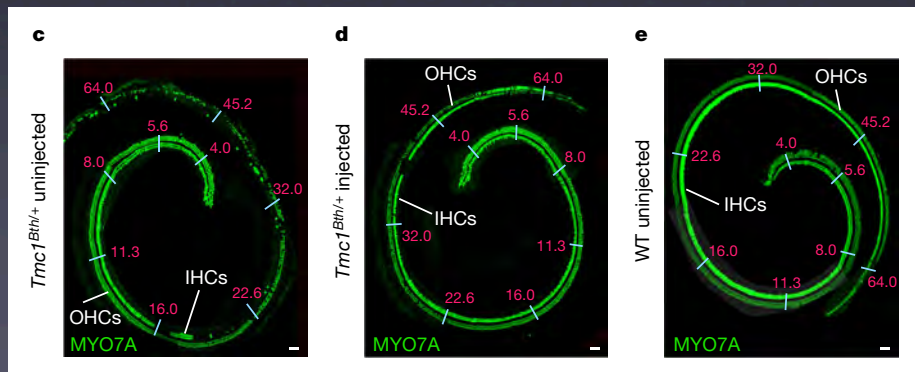 c
Tmc1Bth/+ uninjected
64.0
45.2
5.6
4.0
8.0
32.0
11.3
IHCs
22.6
OHCs
16.0
MYO7A
d
Tmc1Bth/+ injected
OHCs
64.0
45.2
5.6
4.0
8.0
IHCs
32.0
11.3
22.6
16.0
MYO7A
e
WT uninjected
32.0
OHCs
45.2
4.0
22.6
5.6
IHCs
16.0
8.0
11.3
64.0
MYO7A